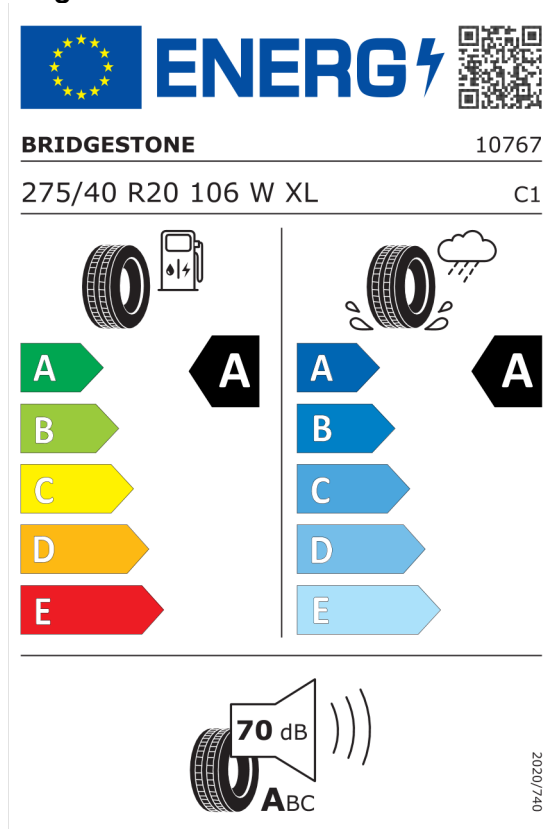 ENERG
BRIDGESTONE 10767
275/40 R20 106 W XL C1
A A A A
B B
C C
D D
E E
70 dB
ABC
2020/740